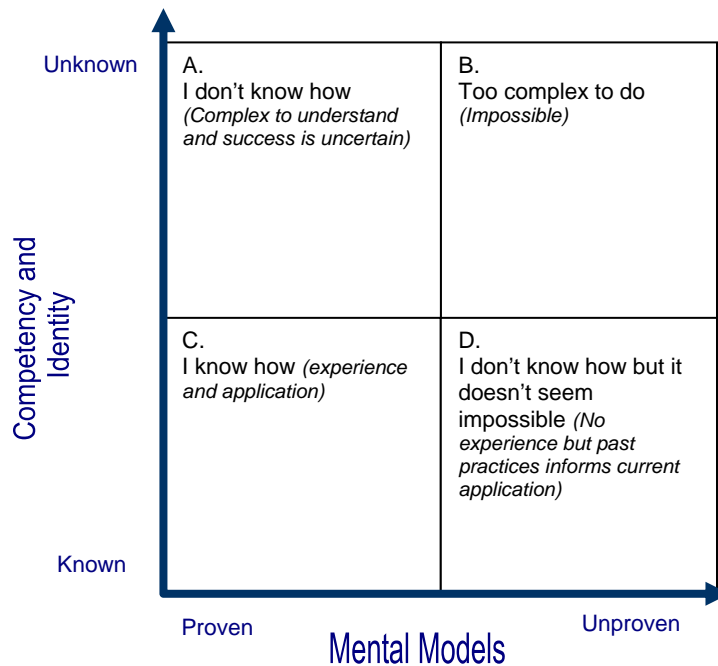 Unknown
A.
I don't know how
(Complex to understand
and success is uncertain)
B.
Too complex to do
(Impossible)
Competency and
Identity
C.
I know how (experience
and application)
D.
I don't know how but it
doesn't seem
impossible (No
experience but past
practices informs current
application)
Known
Proven
Mental Models
Unproven